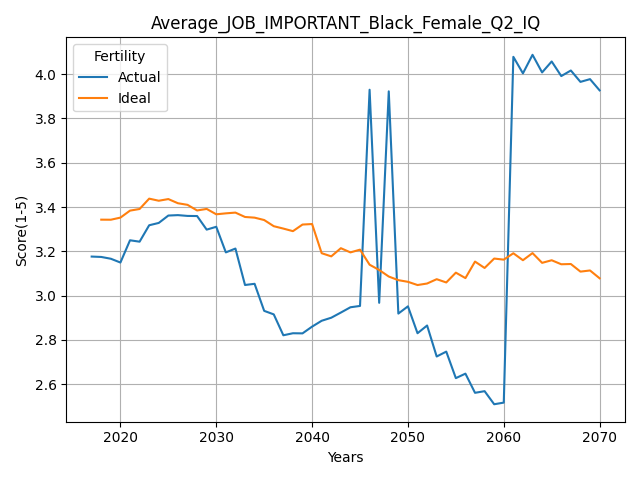 Average_JOB_IMPORTANT_Black_Female_Q2_IQ
Fertility
Actual
Ideal
Score(1-5)
4.0
3.8
3.6
3.4
3.2
3.0
2.8
2.6
2020 2030 2040 2050 2060 2070
Years